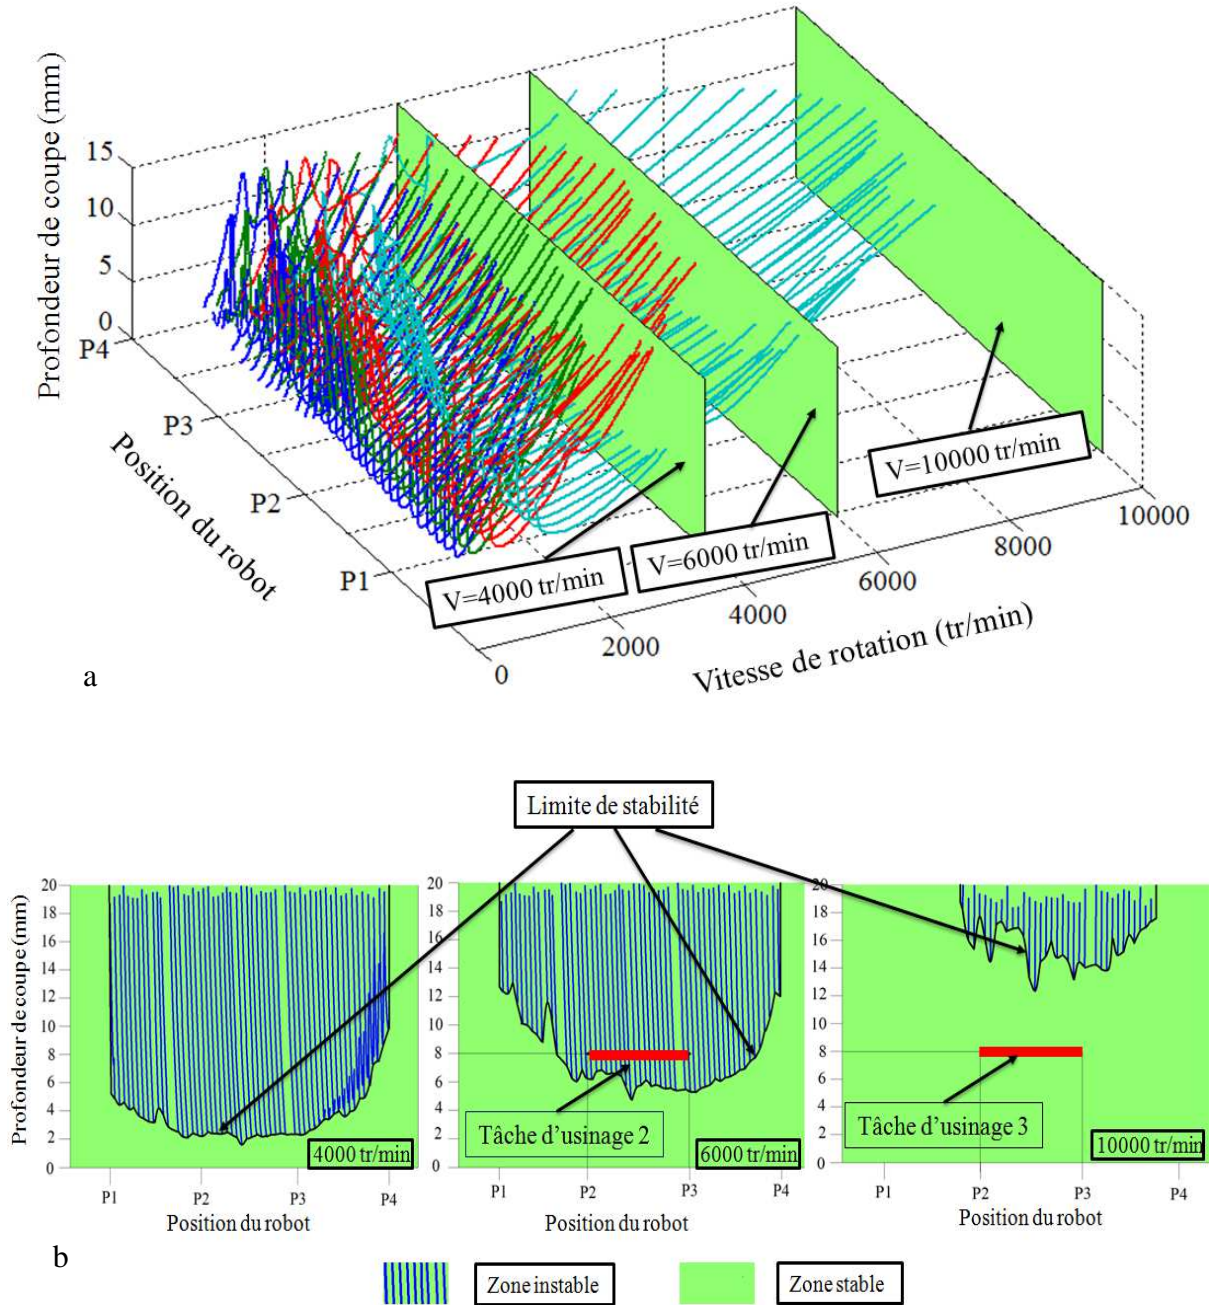 Profondeur de coupe (mm)
15
10
5
0
P4
P3
P2
P1
Position du robot
V=4000 tr/min
V=6000 tr/min
V=10000 tr/min
0
2000
4000
6000
8000
10000
Vitesse de rotation (tr/min)
a
Limite de stabilité
Profondeur de coupe (mm)
20
18
16
14
12
10
8
6
4
2
0
4000 tr/min
P1
P2
P3
P4
Position du robot
20
18
16
14
12
10
8
6
4
2
0
Tâche d'usinage 2
6000 tr/min
P1
P2
P3
P4
Position du robot
20
18
16
14
12
10
8
6
4
2
0
Tâche d'usinage 3
10000 tr/min
P1
P2
P3
P4
Position du robot
b
Zone instable
Zone stable